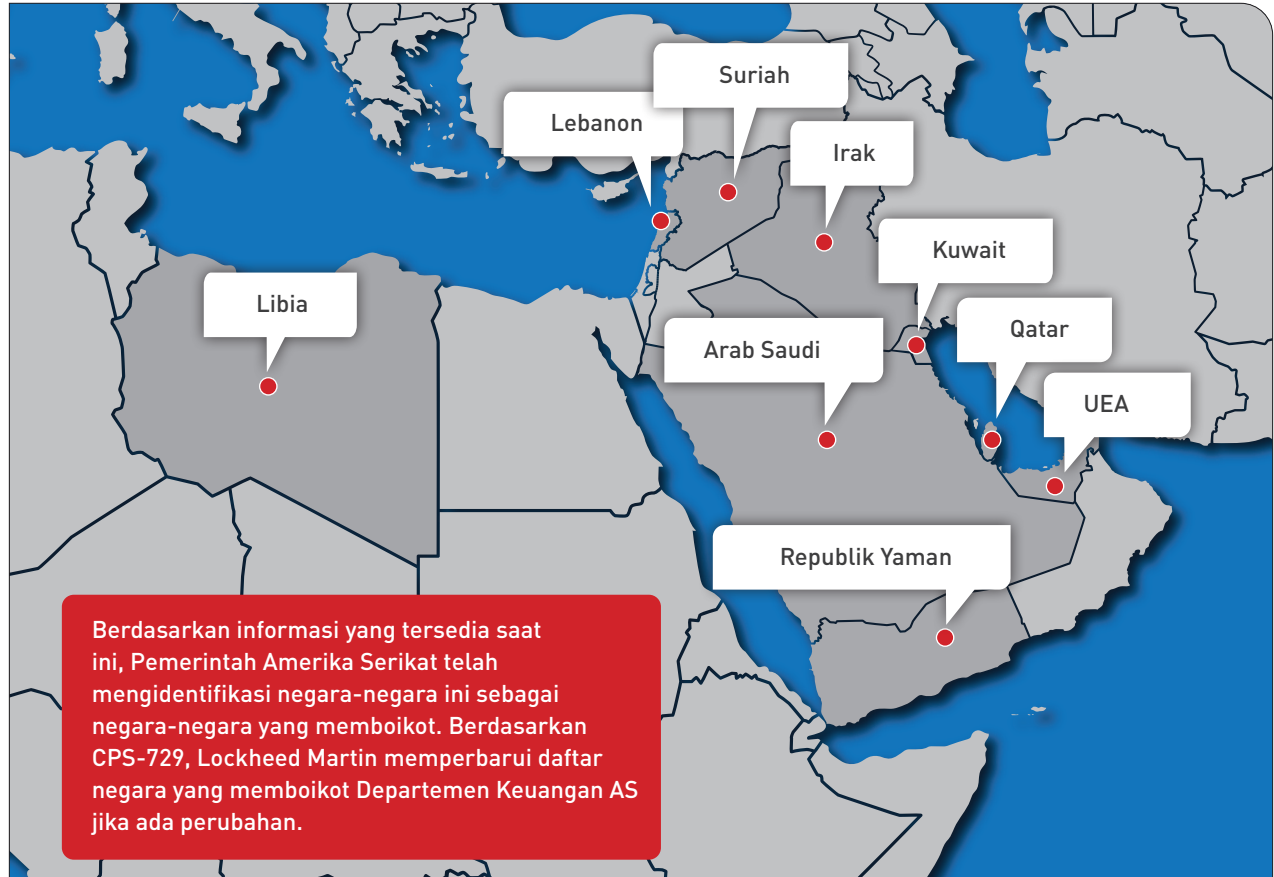 Suriah
Lebanon
Irak
Kuwait
Libia
Qatar
Arab Saudi
UEA
Republik Yaman
Berdasarkan informasi yang tersedia saat
ini, Pemerintah Amerika Serikat telah
mengidentifikasi negara-negara ini sebagai
negara-negara yang memboikot. Berdasarkan
CPS-729, Lockheed Martin memperbarui daftar
negara yang memboikot Departemen Keuangan AS
jika ada perubahan.